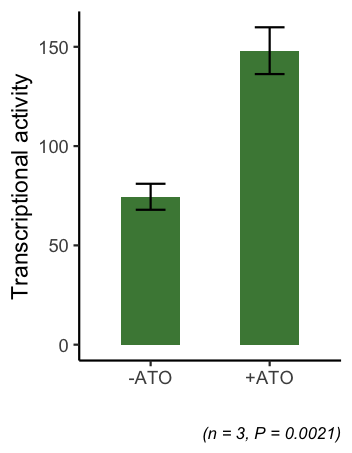 Transcriptional activity
150
100
50
0
-ATO +ATO
(n = 3, P = 0.0021)